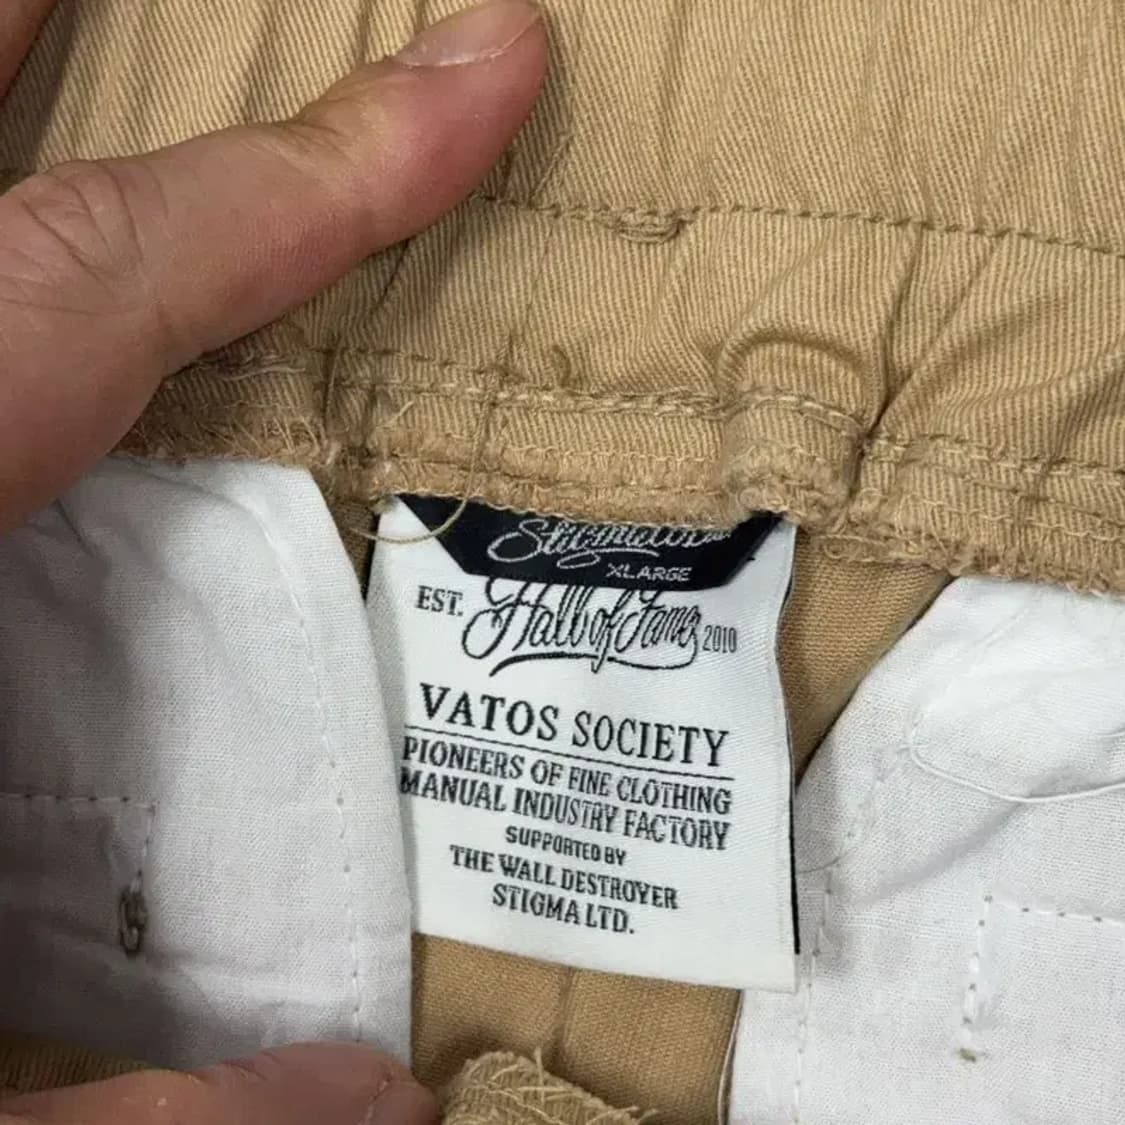 XLARGE
EST. Hall of Fame 2010
VATOS SOCIETY
PIONEERS OF FINE CLOTHING
MANUAL INDUSTRY FACTORY
SUPPORTED BY
THE WALL DESTROYER
STIGMA LTD.